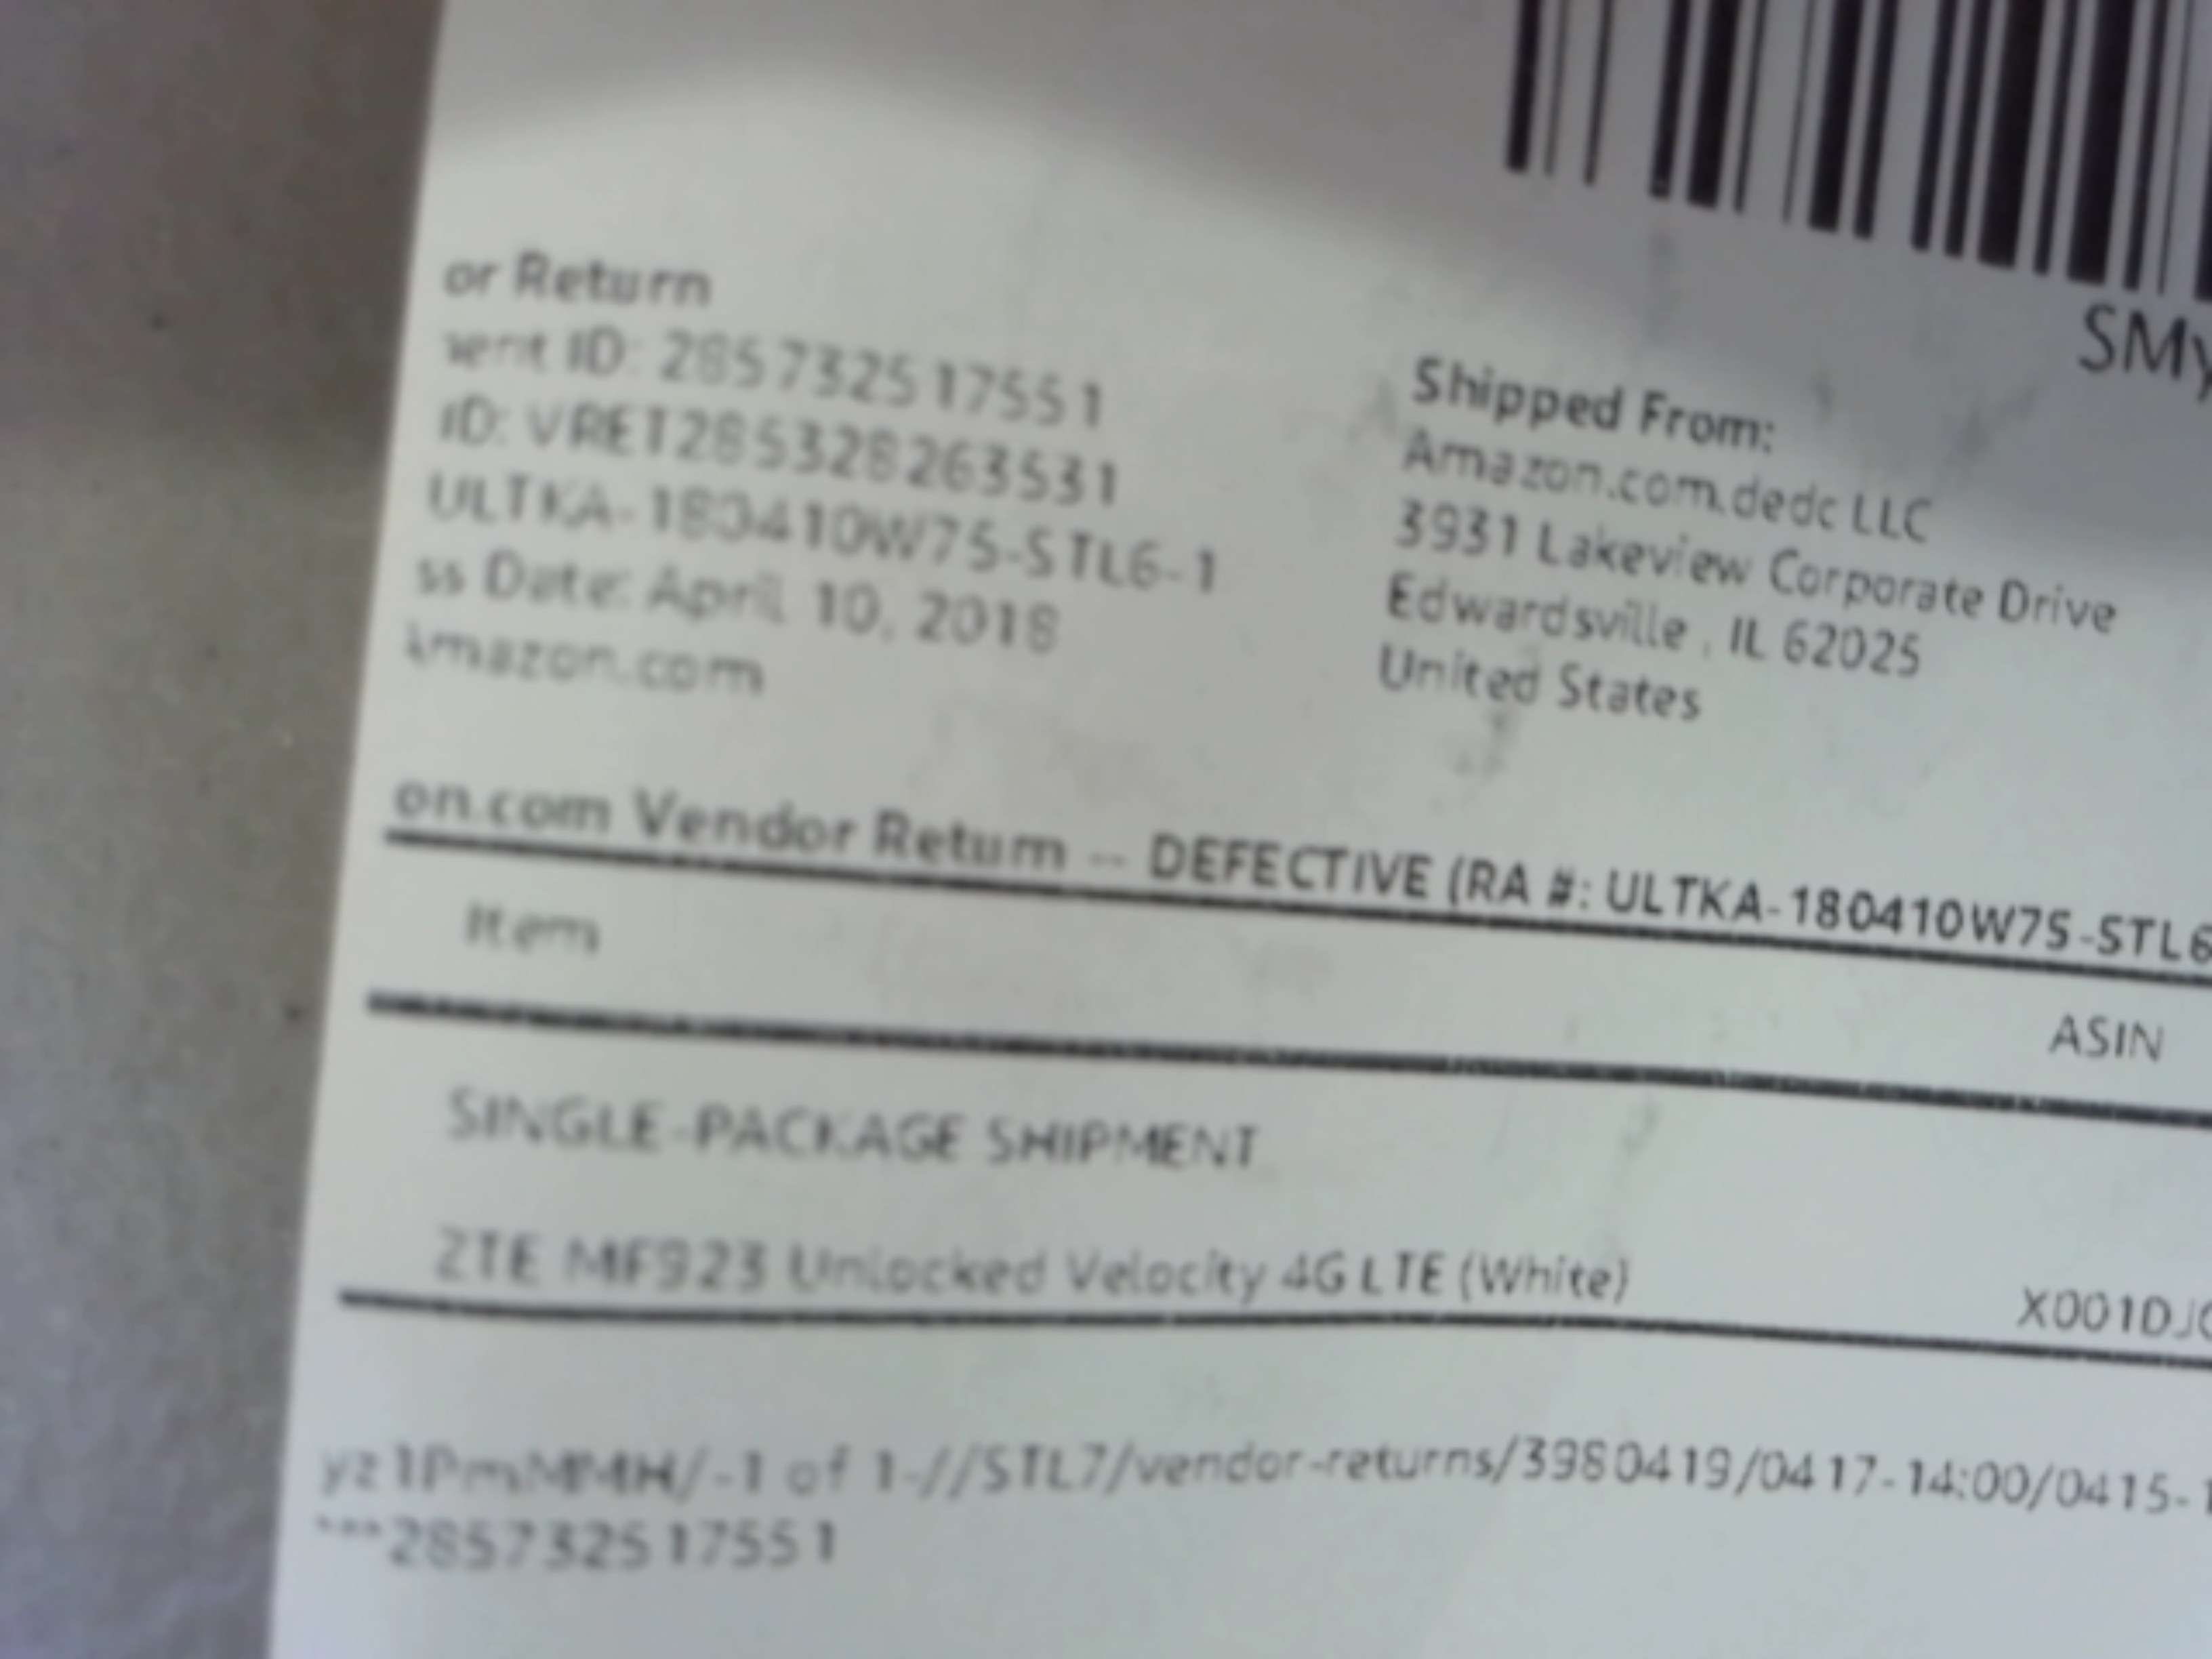 SMy
or Return
ent ID: 285732517551
ID: VRET285328263531
ULTKA-180410W75-STL6-1
ss Date: April 10, 2018
Amazon.com
Shipped From:
Amazon.com.dedc LLC
3931 Lakeview Corporate Drive
Edwardsville , IL 62025
United States
on.com Vendor Return -- DEFECTIVE (RA #: ULTKA-180410W75-STL6
Item ASIN
SINGLE-PACKAGE SHIPMENT
ZTE MF923 Unlocked Velocity 4G LTE (White) X001DJ
yz1PmMMH/-1 of 1-//STL7/vendor-returns/3980419/0417-14:00/0415-1
***285732517551